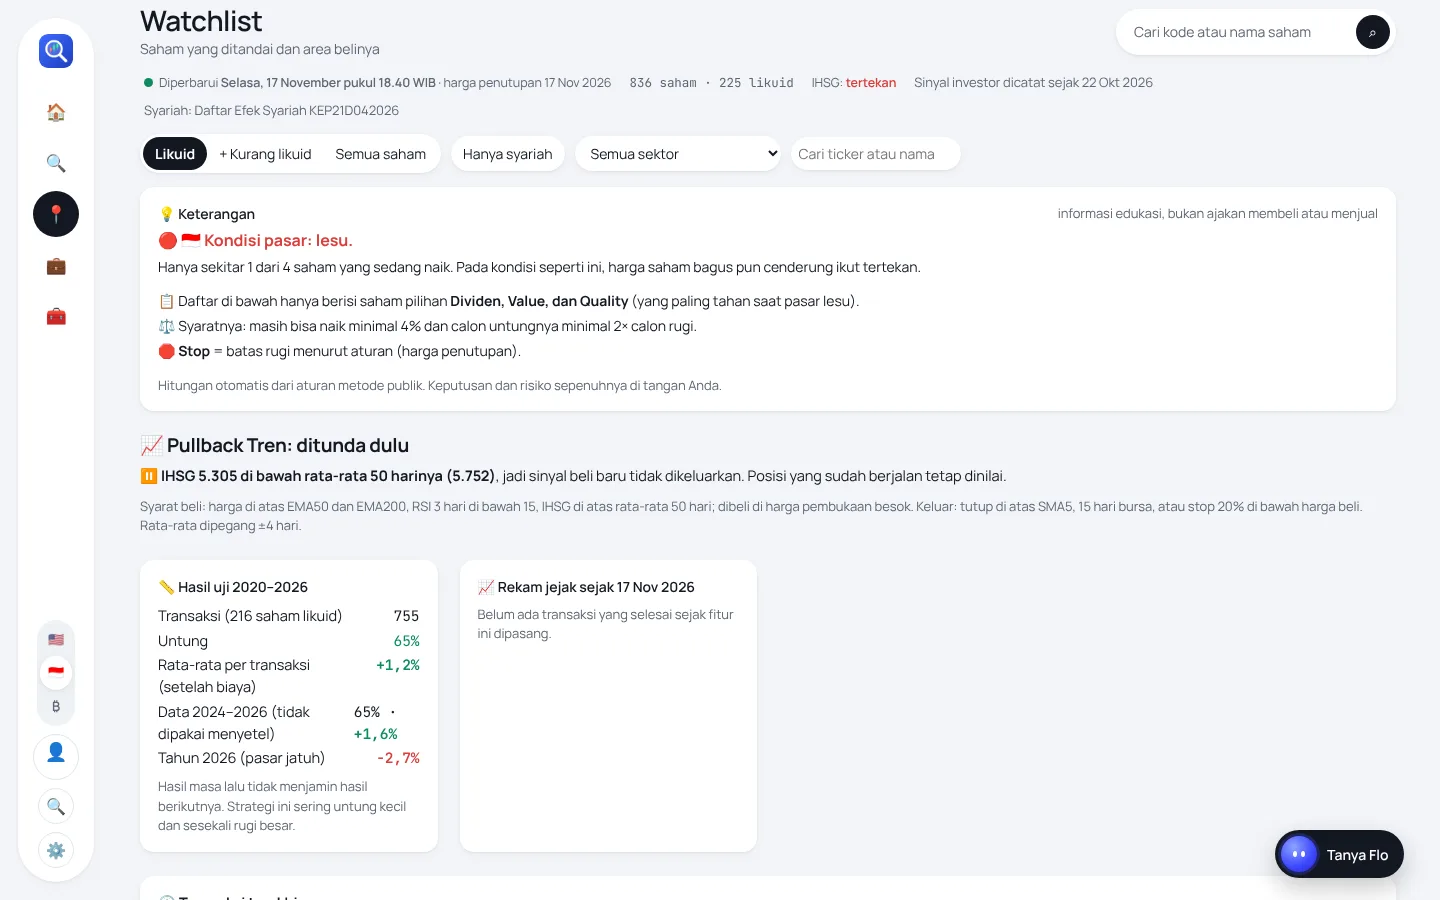 Watchlist
Saham yang ditandai dan area belinya
Cari kode atau nama saham
Diperbarui Selasa, 17 November pukul 18.40 WIB · harga penutupan 17 Nov 2026 836 saham · 225 likuid IHSG: tertekan Sinyal investor dicatat sejak 22 Okt 2026
Syariah: Daftar Efek Syariah KEP21D042026
Likuid + Kurang likuid Semua saham Hanya syariah Semua sektor Cari ticker atau nama
Keterangan
informasi edukasi, bukan ajakan membeli atau menjual
Kondisi pasar: lesu.
Hanya sekitar 1 dari 4 saham yang sedang naik. Pada kondisi seperti ini, harga saham bagus pun cenderung ikut tertekan.
Daftar di bawah hanya berisi saham pilihan Dividen, Value, dan Quality (yang paling tahan saat pasar lesu).
Syaratnya: masih bisa naik minimal 4% dan calon untungnya minimal 2× calon rugi.
Stop = batas rugi menurut aturan (harga penutupan).
Hitungan otomatis dari aturan metode publik. Keputusan dan risiko sepenuhnya di tangan Anda.
Pullback Tren: ditunda dulu
IHSG 5.305 di bawah rata-rata 50 harinya (5.752), jadi sinyal beli baru tidak dikeluarkan. Posisi yang sudah berjalan tetap dinilai.
Syarat beli: harga di atas EMA50 dan EMA200, RSI 3 hari di bawah 15, IHSG di atas rata-rata 50 hari; dibeli di harga pembukaan besok. Keluar: tutup di atas SMA5, 15 hari bursa, atau stop 20% di bawah harga beli.
Rata-rata dipegang ±4 hari.
Hasil uji 2020–2026
Transaksi (216 saham likuid) 755
Untung 65%
Rata-rata per transaksi +1,2%
(setelah biaya)
Data 2024–2026 (tidak 65% ·
dipakai menyetel) +1,6%
Tahun 2026 (pasar jatuh) -2,7%
Hasil masa lalu tidak menjamin hasil
berikutnya. Strategi ini sering untung kecil
dan sesekali rugi besar.
Rekam jejak sejak 17 Nov 2026
Belum ada transaksi yang selesai sejak fitur
ini dipasang.
Tanya Flo